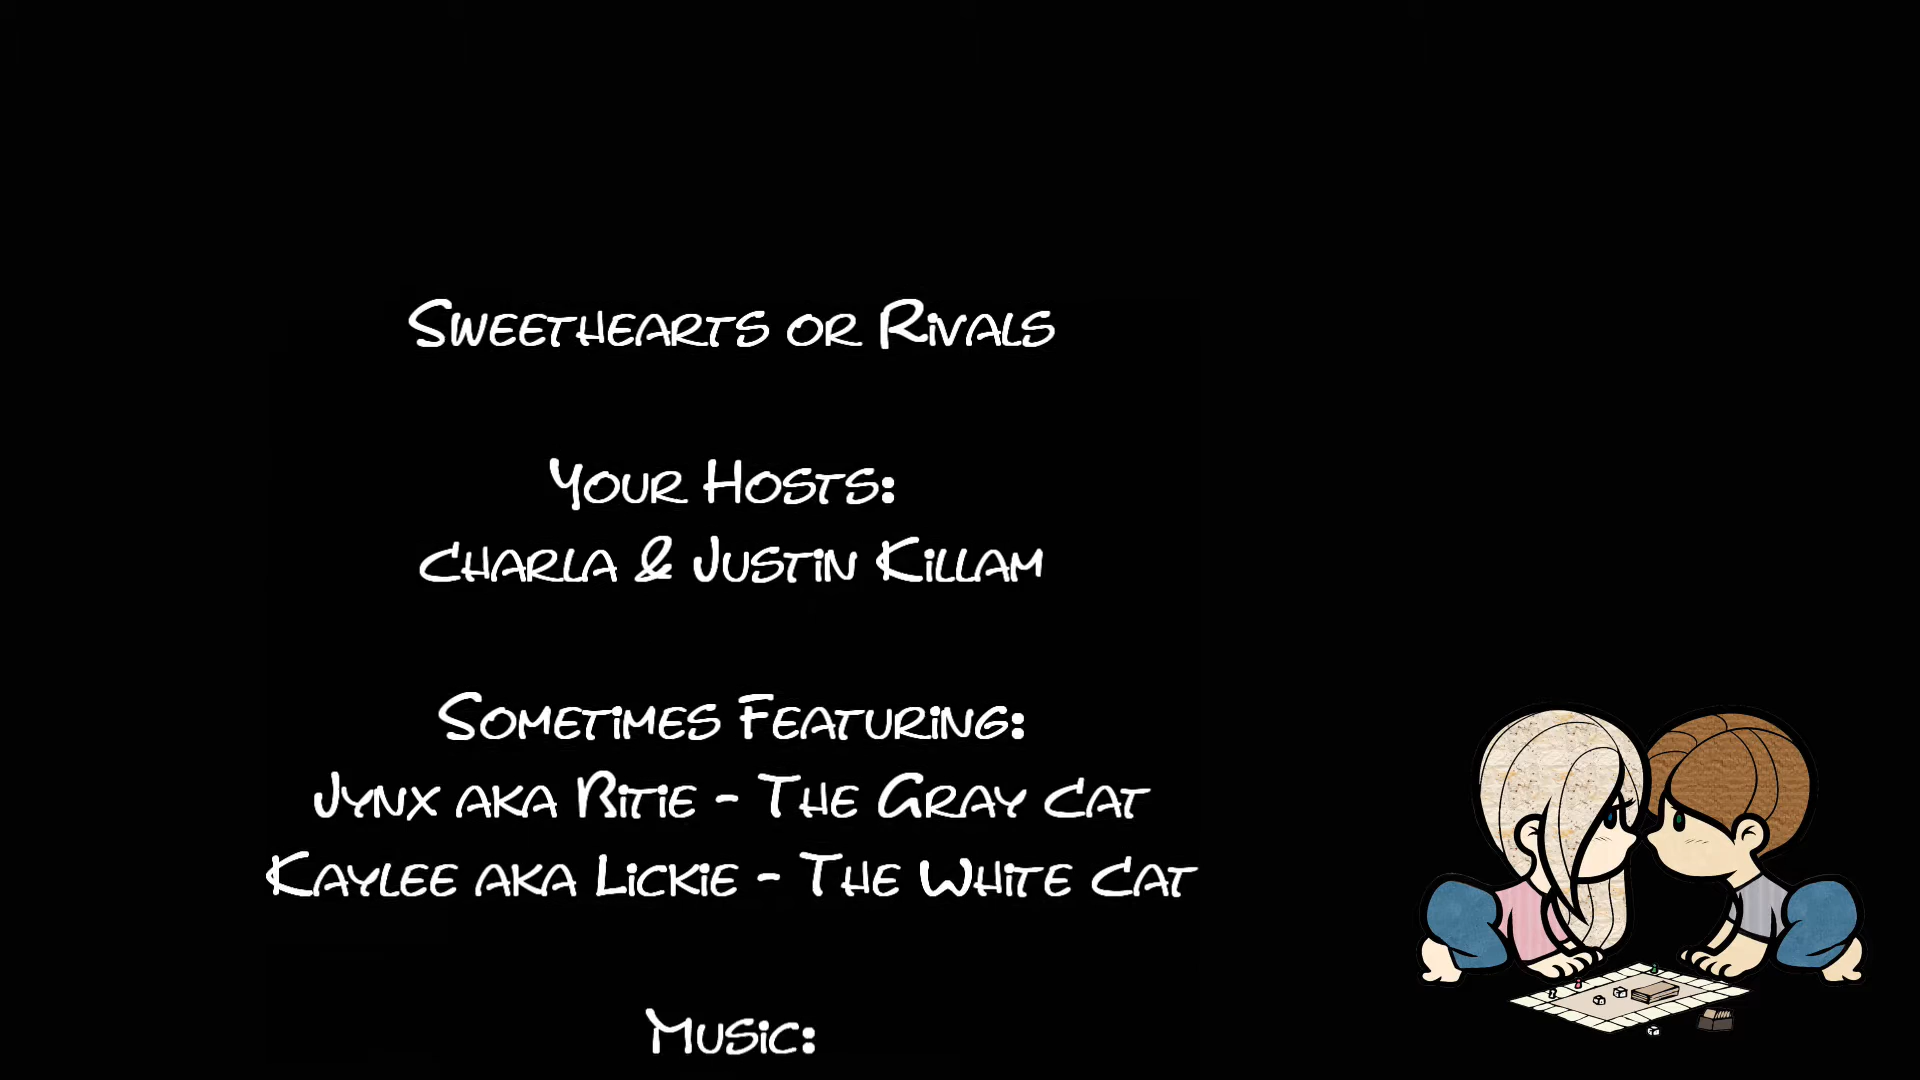 Sweethearts or Rivals
Your Hosts:
Charla & Justin Killam
Sometimes Featuring:
Jynx aka Bitie - The Gray Cat
Kaylee aka Lickie - The White Cat
Music: